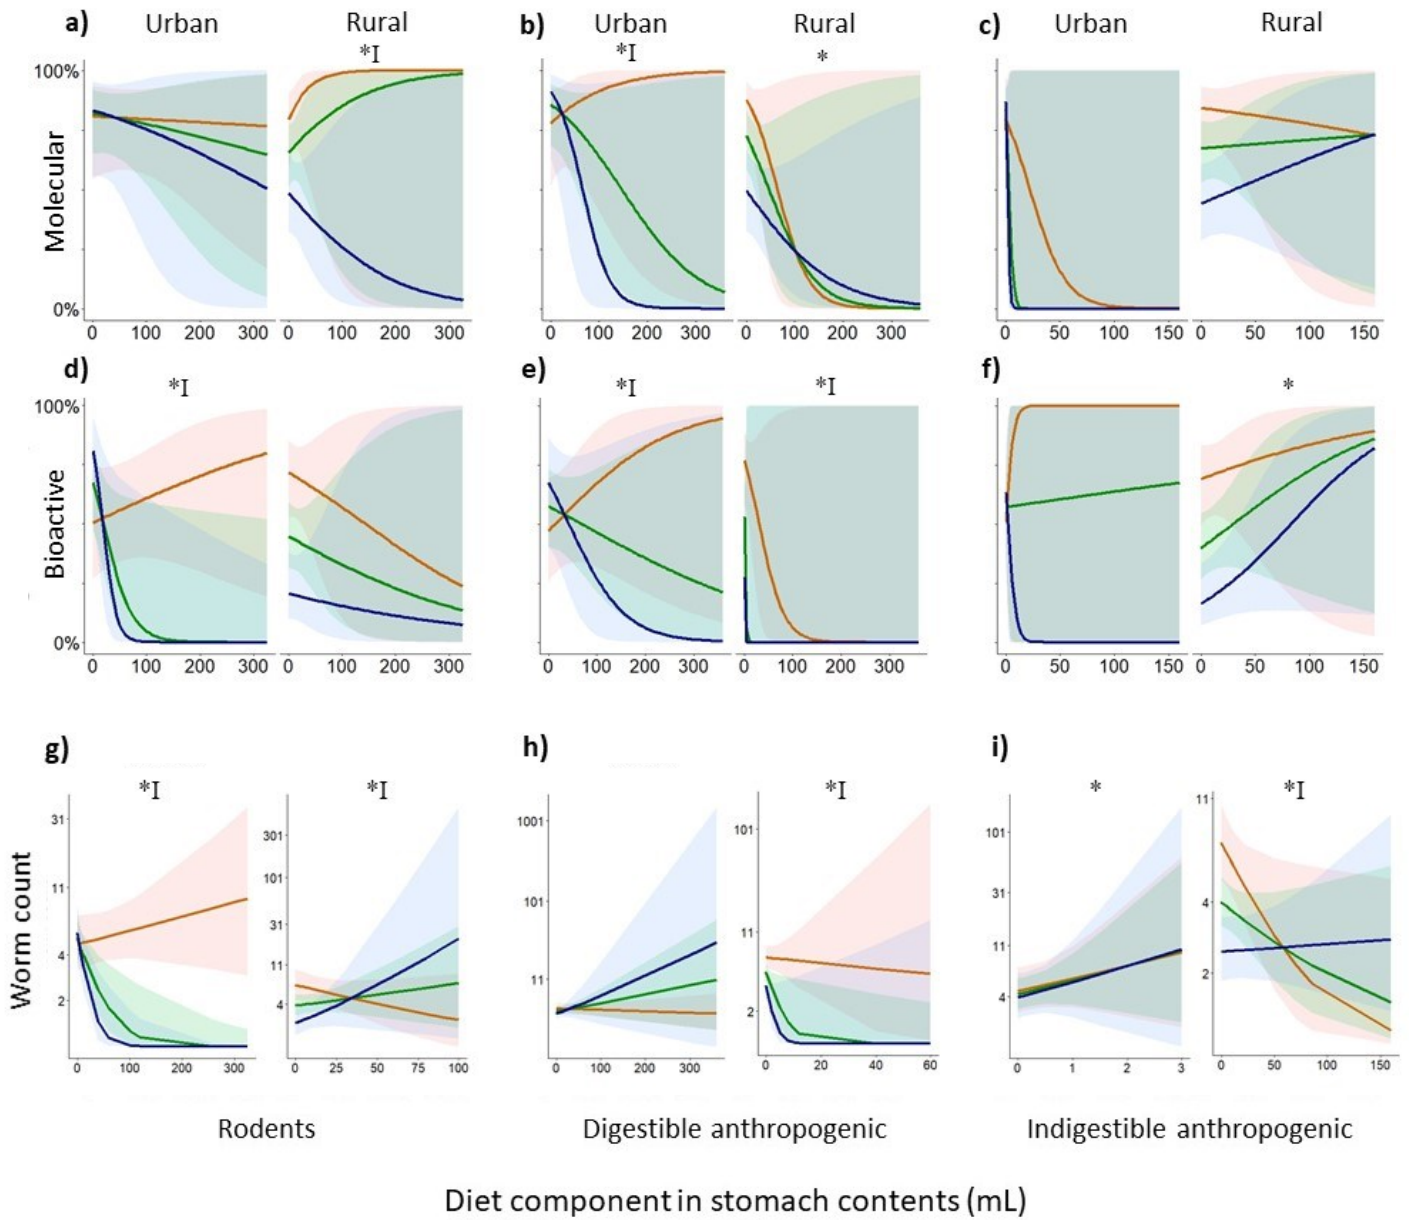 a) Urban Rural b) Urban Rural c) Urban Rural
*I *I *
Molecular
100%
0%
0 100 200 300 0 100 200 300 0 100 200 300 0 100 200 300 0 50 100 150 0 50 100 150
d) e) f)
*I *I *I *
Bioactive
100%
0%
0 100 200 300 0 100 200 300 0 100 200 300 0 100 200 300 0 50 100 150 0 50 100 150
g) h) i)
*I *I *I * *I
Worm count
31 11 4 2
301 101 31 11 4
1001 101 11
101 11 2
101 31 11 4
11 4 2
0 100 200 300 0 25 50 75 100 0 100 200 300 0 20 40 60 0 1 2 3 0 50 100 150
Rodents Digestible anthropogenic Indigestible anthropogenic
Diet component in stomach contents (mL)